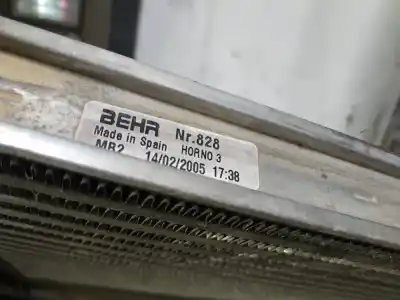 BEHR Nr.828
Made in Spain HORNO 3
MB2 14/02/2005 17:38